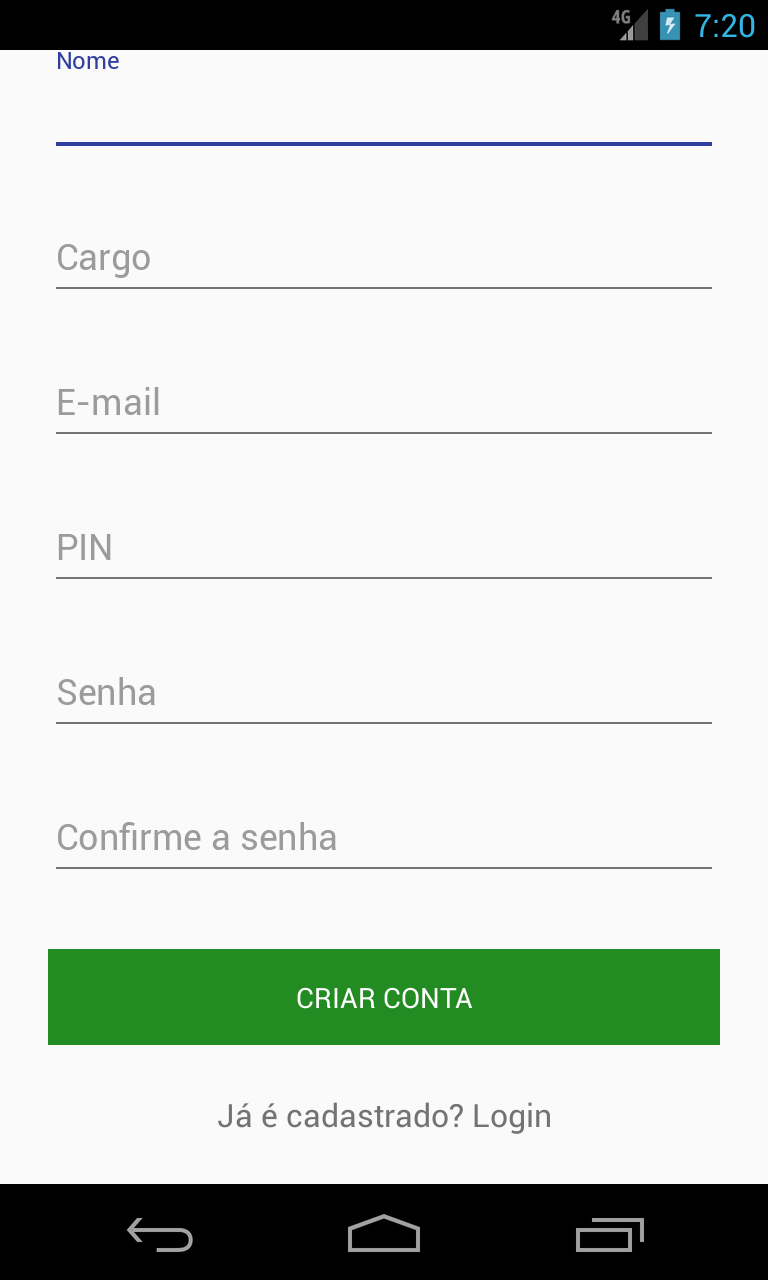 4G 7:20
Nome
Cargo
E-mail
PIN
Senha
Confirme a senha
CRIAR CONTA
Já é cadastrado? Login